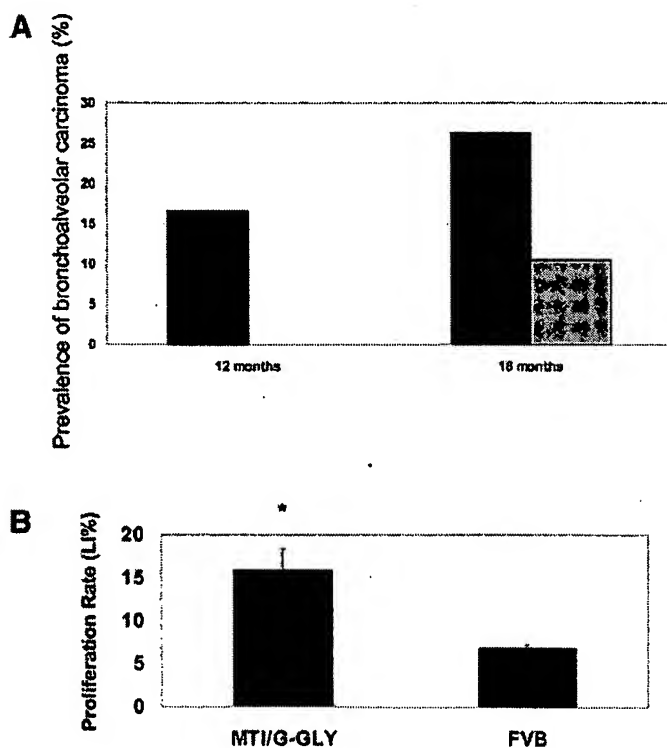 A
Prevalence of bronchoalveolar carcinoma (%)
30
25
20
15
10
5
0
12 months
18 months
B
*
Proliferation Rate (LI%)
20
15
10
5
0
MTI/G-GLY
FVB